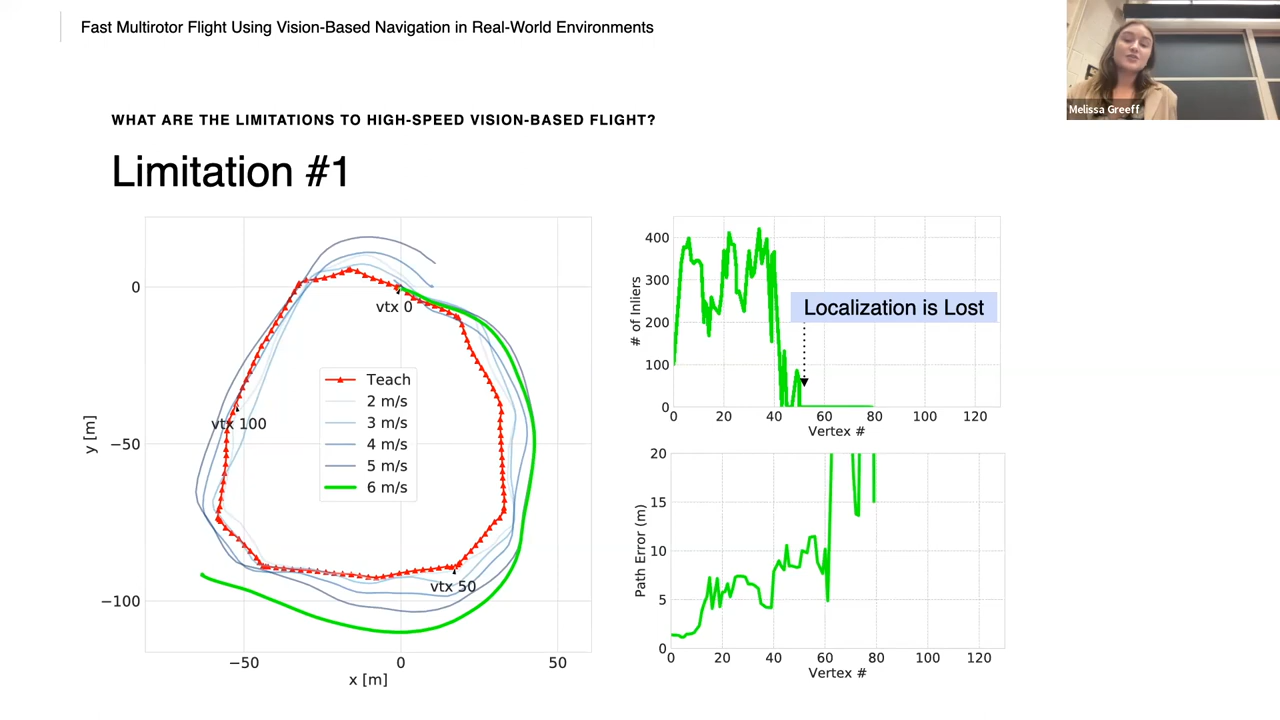 Fast Multirotor Flight Using Vision-Based Navigation in Real-World Environments
Melissa Greeff
WHAT ARE THE LIMITATIONS TO HIGH-SPEED VISION-BASED FLIGHT?
Limitation #1
0
−50
−100
y [m]
−50
0
50
x [m]
vtx 0
vtx 100
vtx 50
Teach
2 m/s
3 m/s
4 m/s
5 m/s
6 m/s
400
300
200
100
0
# of Inliers
Localization is Lost
0
20
40
60
80
100
120
Vertex #
20
15
10
5
0
Path Error (m)
0
20
40
60
80
100
120
Vertex #